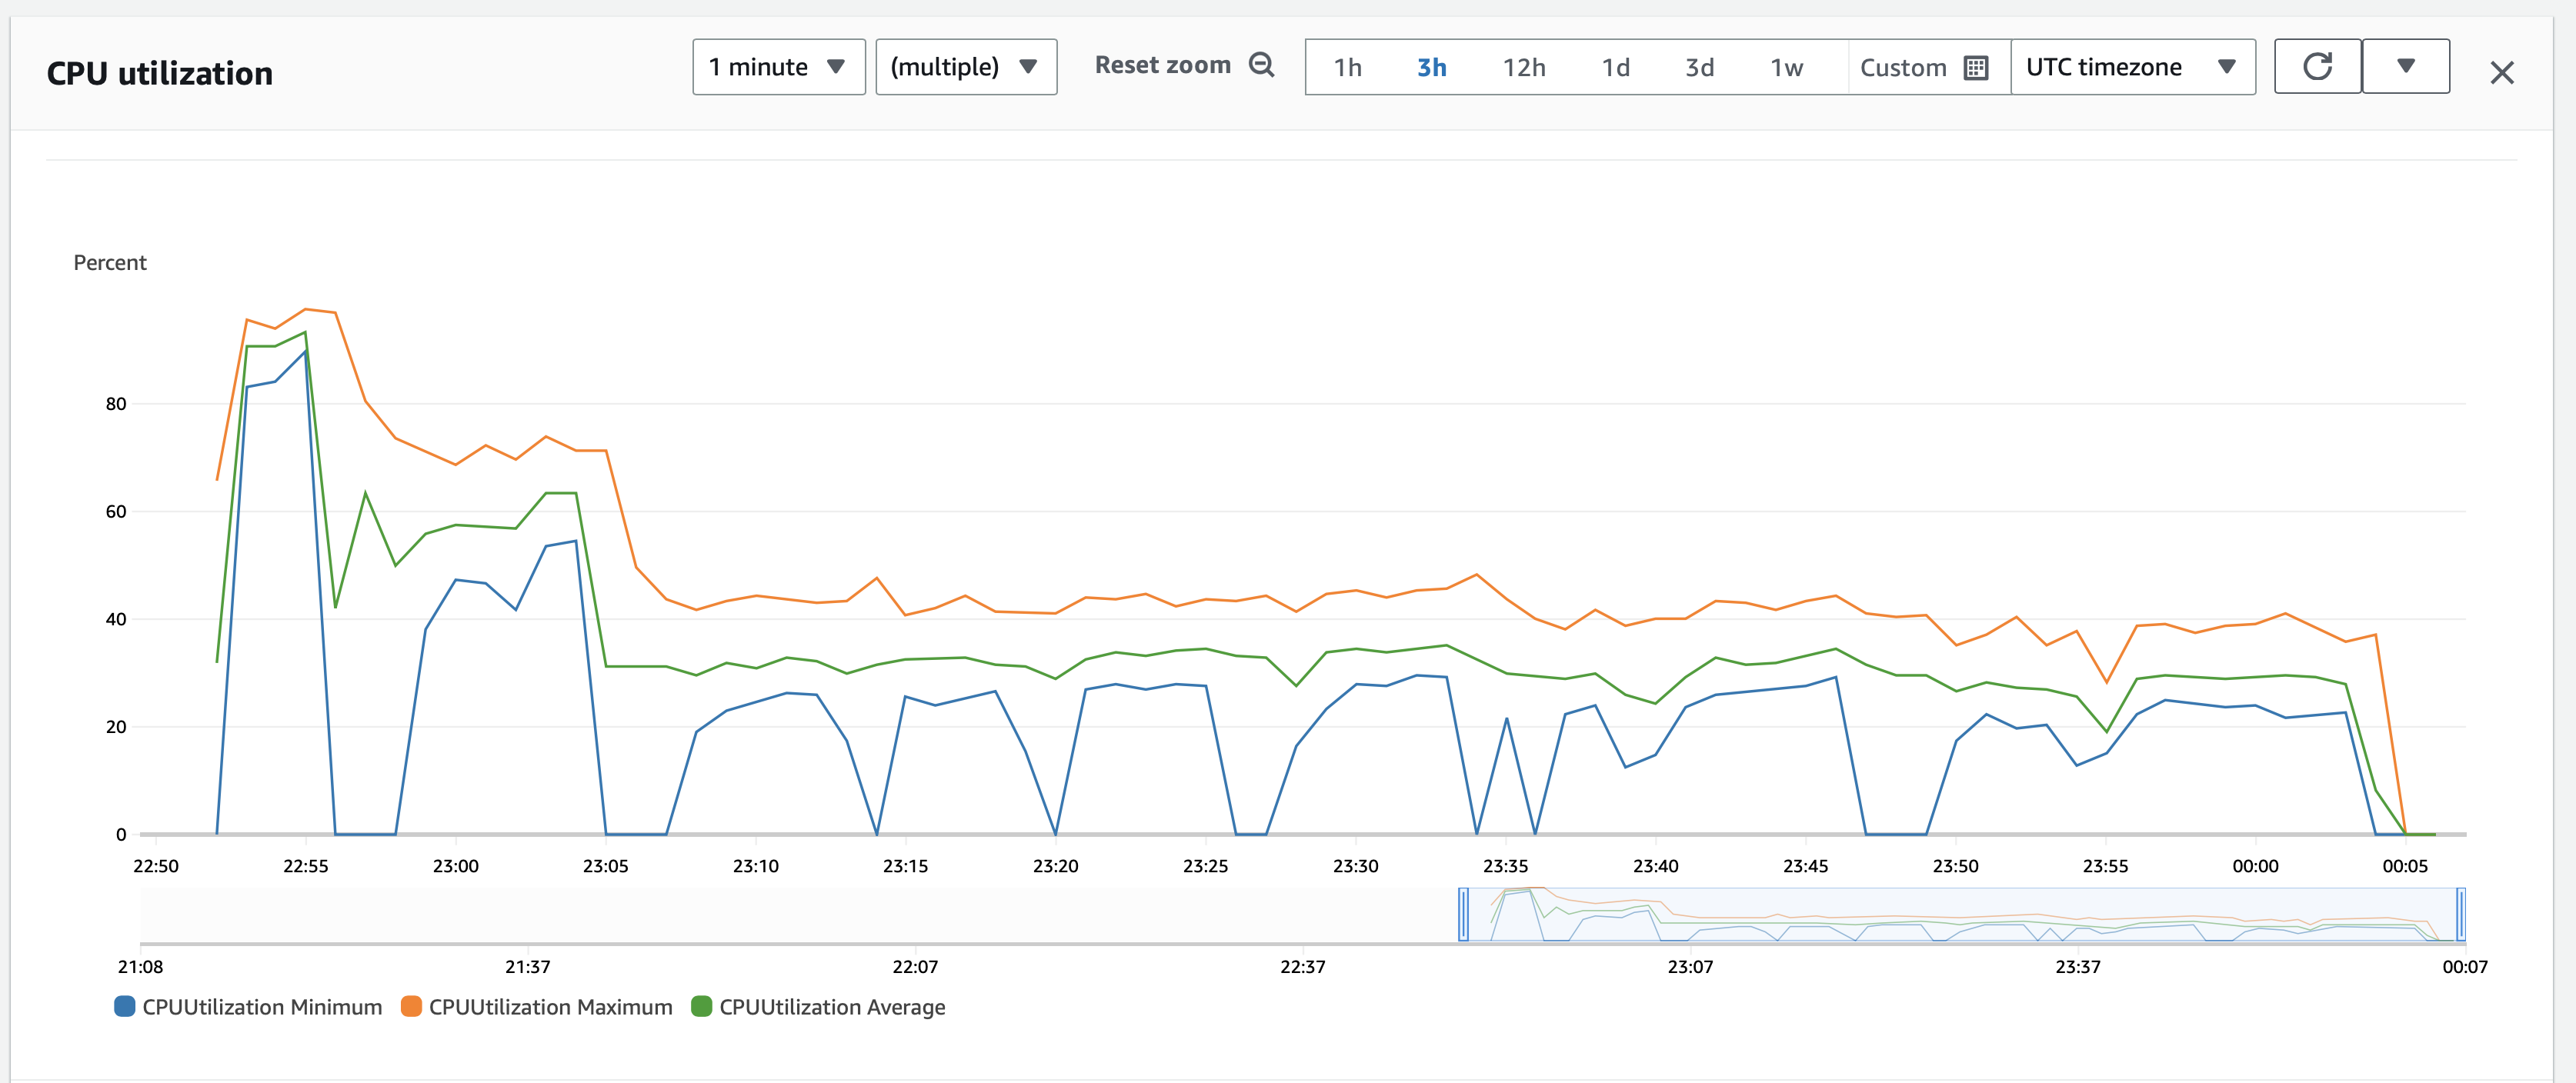 CPU utilization
1 minute
(multiple)
Reset zoom
1h 3h 12h 1d 3d 1w Custom
UTC timezone
Percent
80
60
40
20
0
22:50 22:55 23:00 23:05 23:10 23:15 23:20 23:25 23:30 23:35 23:40 23:45 23:50 23:55 00:00 00:05
21:08 21:37 22:07 22:37 23:07 23:37 00:07
CPUUtilization Minimum CPUUtilization Maximum CPUUtilization Average